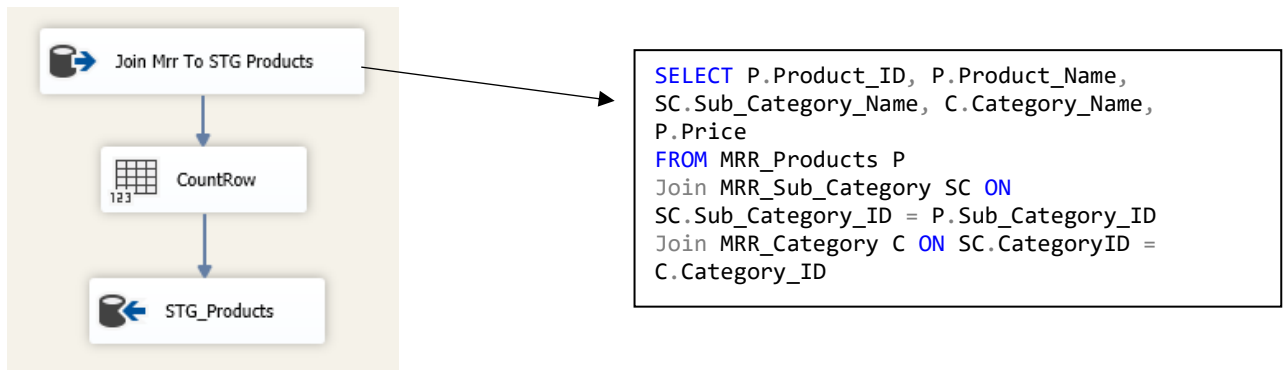 Join Mrr To STG Products
123
CountRow
STG_Products
SELECT P.Product_ID, P.Product_Name,
SC.Sub_Category_Name, C.Category_Name,
P.Price
FROM MRR_Products P
Join MRR_Sub_Category SC ON
SC.Sub_Category_ID = P.Sub_Category_ID
Join MRR_Category C ON SC.CategoryID =
C.Category_ID